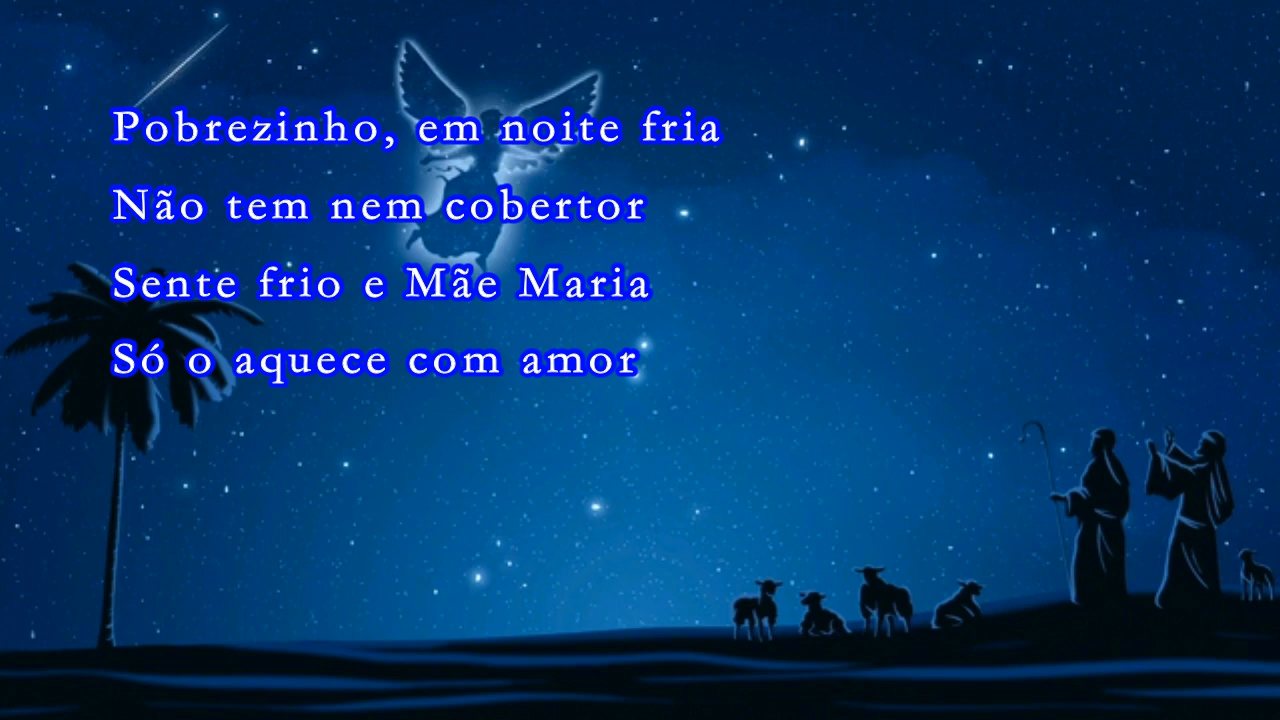 Pobrezinho, em noite fria
Não tem nem cobertor
Sente frio e Mãe Maria
Só o aquece com amor